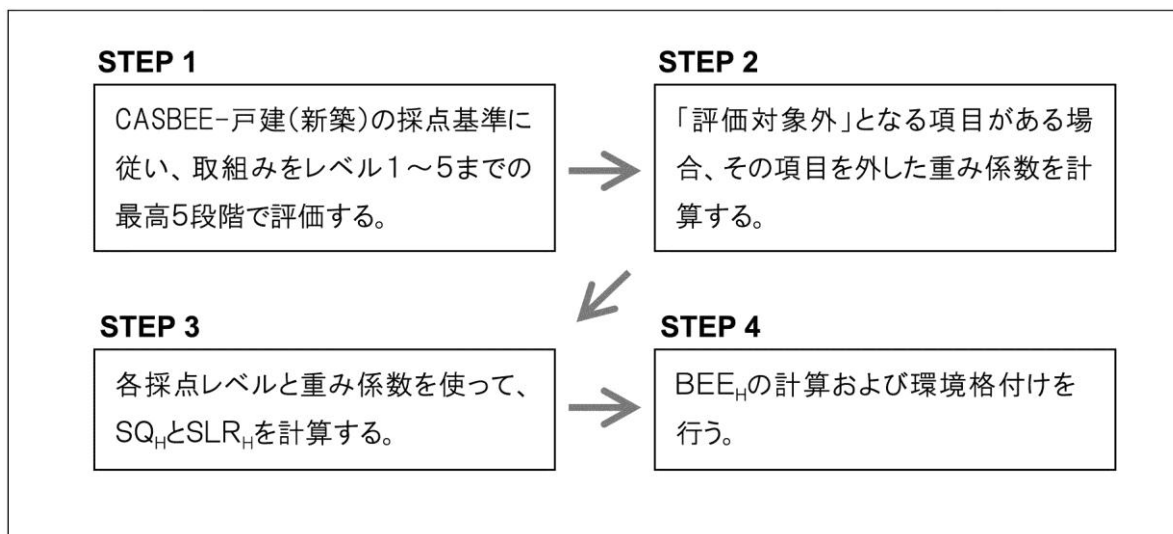 STEP 1
CASBEE-戸建(新築)の採点基準に
従い、取組みをレベル1～5までの
最高5段階で評価する。
STEP 2
「評価対象外」となる項目がある場
合、その項目を外した重み係数を計
算する。
STEP 3
各採点レベルと重み係数を使って、
SQHとSLRHを計算する。
STEP 4
BEEHの計算および環境格付けを
行う。